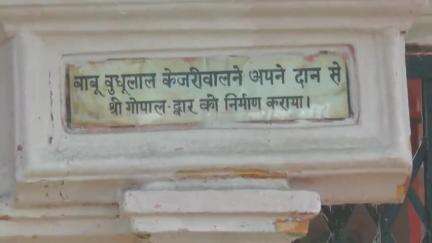 बाबू वुधूलाल केजरीवालने अपने दान से
श्री गोपाल-द्वार को निर्माण कराया।